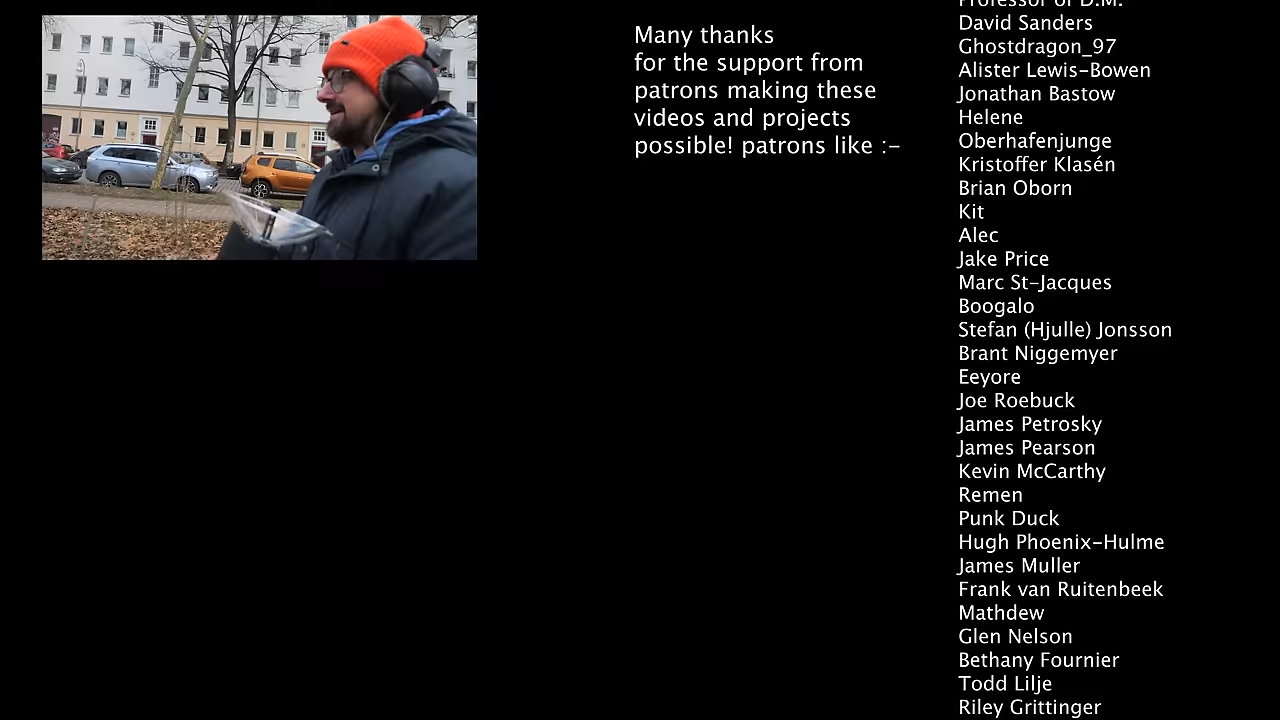 Many thanks
for the support from
patrons making these
videos and projects
possible! patrons like :-
Professor of D.M.
David Sanders
Ghostdragon_97
Alister Lewis-Bowen
Jonathan Bastow
Helene
Oberhafenjunge
Kristoffer Klasén
Brian Oborn
Kit
Alec
Jake Price
Marc St-Jacques
Boogalo
Stefan (Hjulle) Jonsson
Brant Niggemyer
Eeyore
Joe Roebuck
James Petrosky
James Pearson
Kevin McCarthy
Remen
Punk Duck
Hugh Phoenix-Hulme
James Muller
Frank van Ruitenbeek
Mathdew
Glen Nelson
Bethany Fournier
Todd Lilje
Riley Grittinger